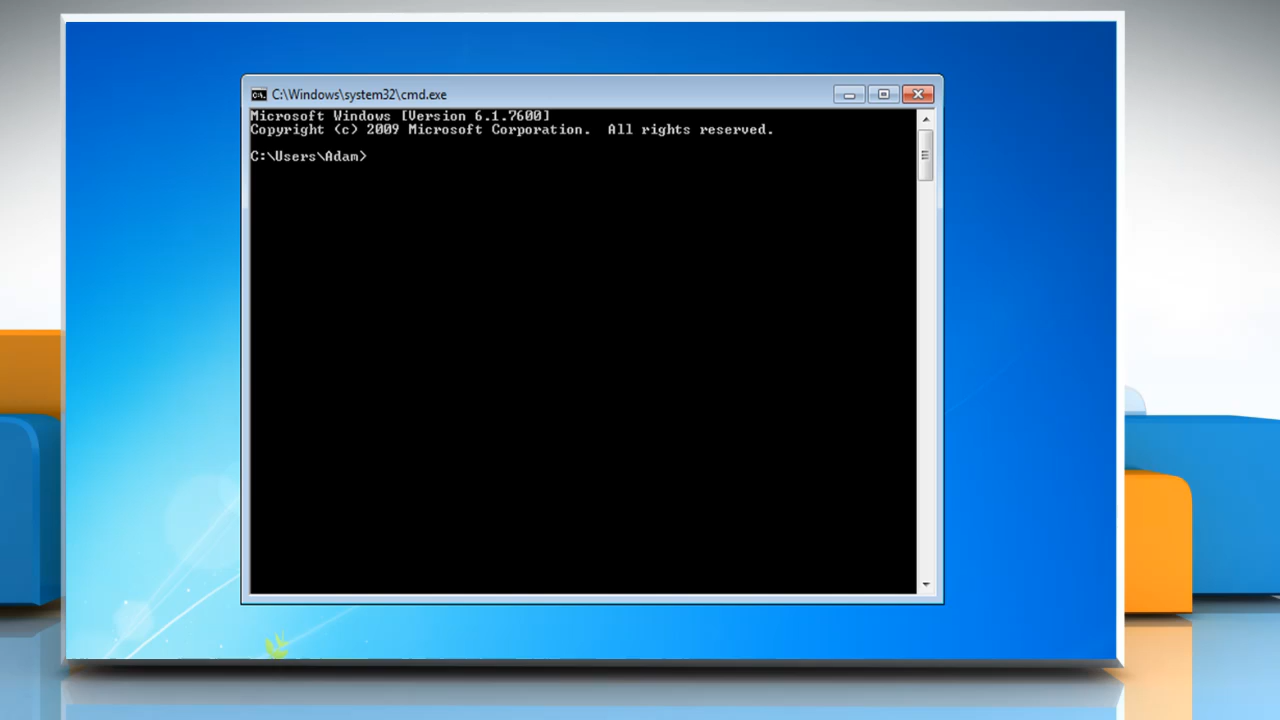 C:\Windows\system32\cmd.exe
Microsoft Windows [Version 6.1.7600]
Copyright (c) 2009 Microsoft Corporation.  All rights reserved.
C:\Users\Adam>